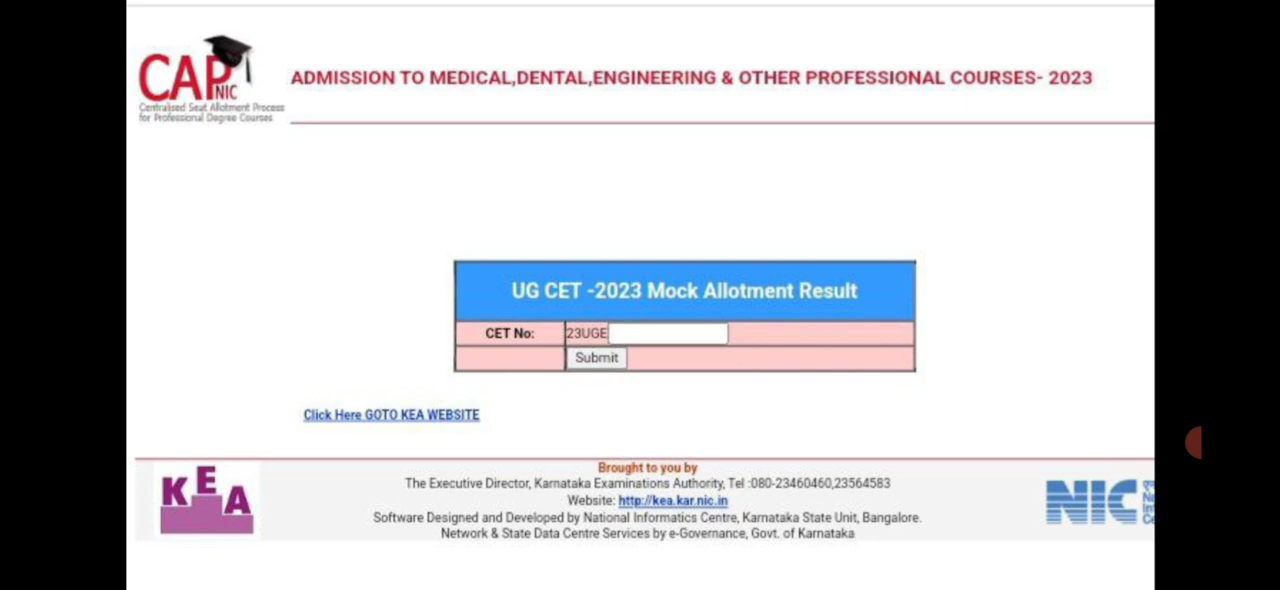 CAP
NIC
Centralised Seat Allotment Process
for Professional Degree Courses
ADMISSION TO MEDICAL,DENTAL,ENGINEERING & OTHER PROFESSIONAL COURSES- 2023
UG CET -2023 Mock Allotment Result
CET No:
23UGE
Submit
Click Here GOTO KEA WEBSITE
KEA
Brought to you by
The Executive Director, Karnataka Examinations Authority, Tel :080-23460460,23564583
Website: http://kea.kar.nic.in
Software Designed and Developed by National Informatics Centre, Karnataka State Unit, Bangalore.
Network & State Data Centre Services by e-Governance, Govt. of Karnataka
NIC